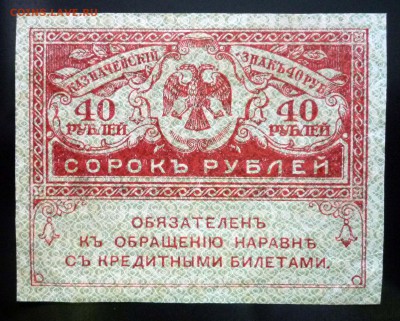 COINS.LAVE.RU
КАЗНАЧЕЙСКІЙ ЗНАКЪ 40 РУБ.
40 40
РУБЛЕЙ РУБЛЕЙ
СОРОКЪ РУБЛЕЙ
ОБЯЗАТЕЛЕНЪ
КЪ ОБРАЩЕНІЮ НАРАВНѢ
СЪ КРЕДИТНЫМИ БИЛЕТАМИ.